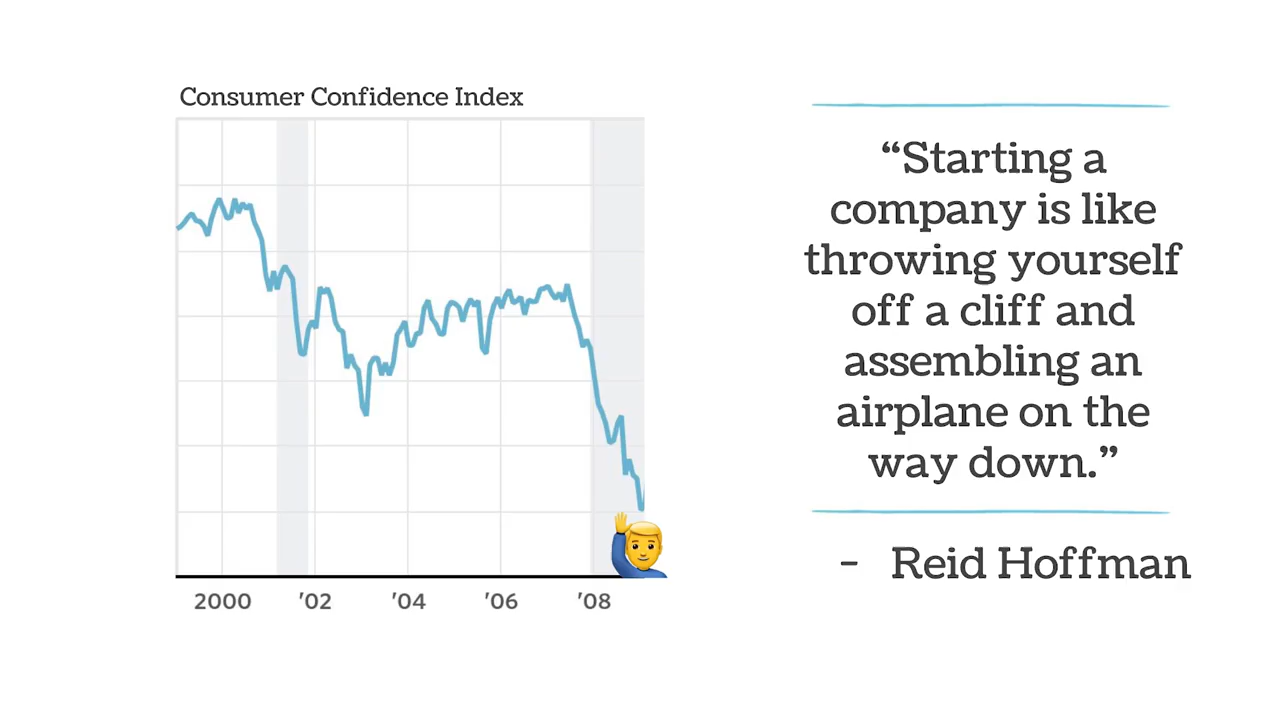 Consumer Confidence Index
2000 '02 '04 '06 '08
“Starting a
company is like
throwing yourself
off a cliff and
assembling an
airplane on the
way down.”
- Reid Hoffman